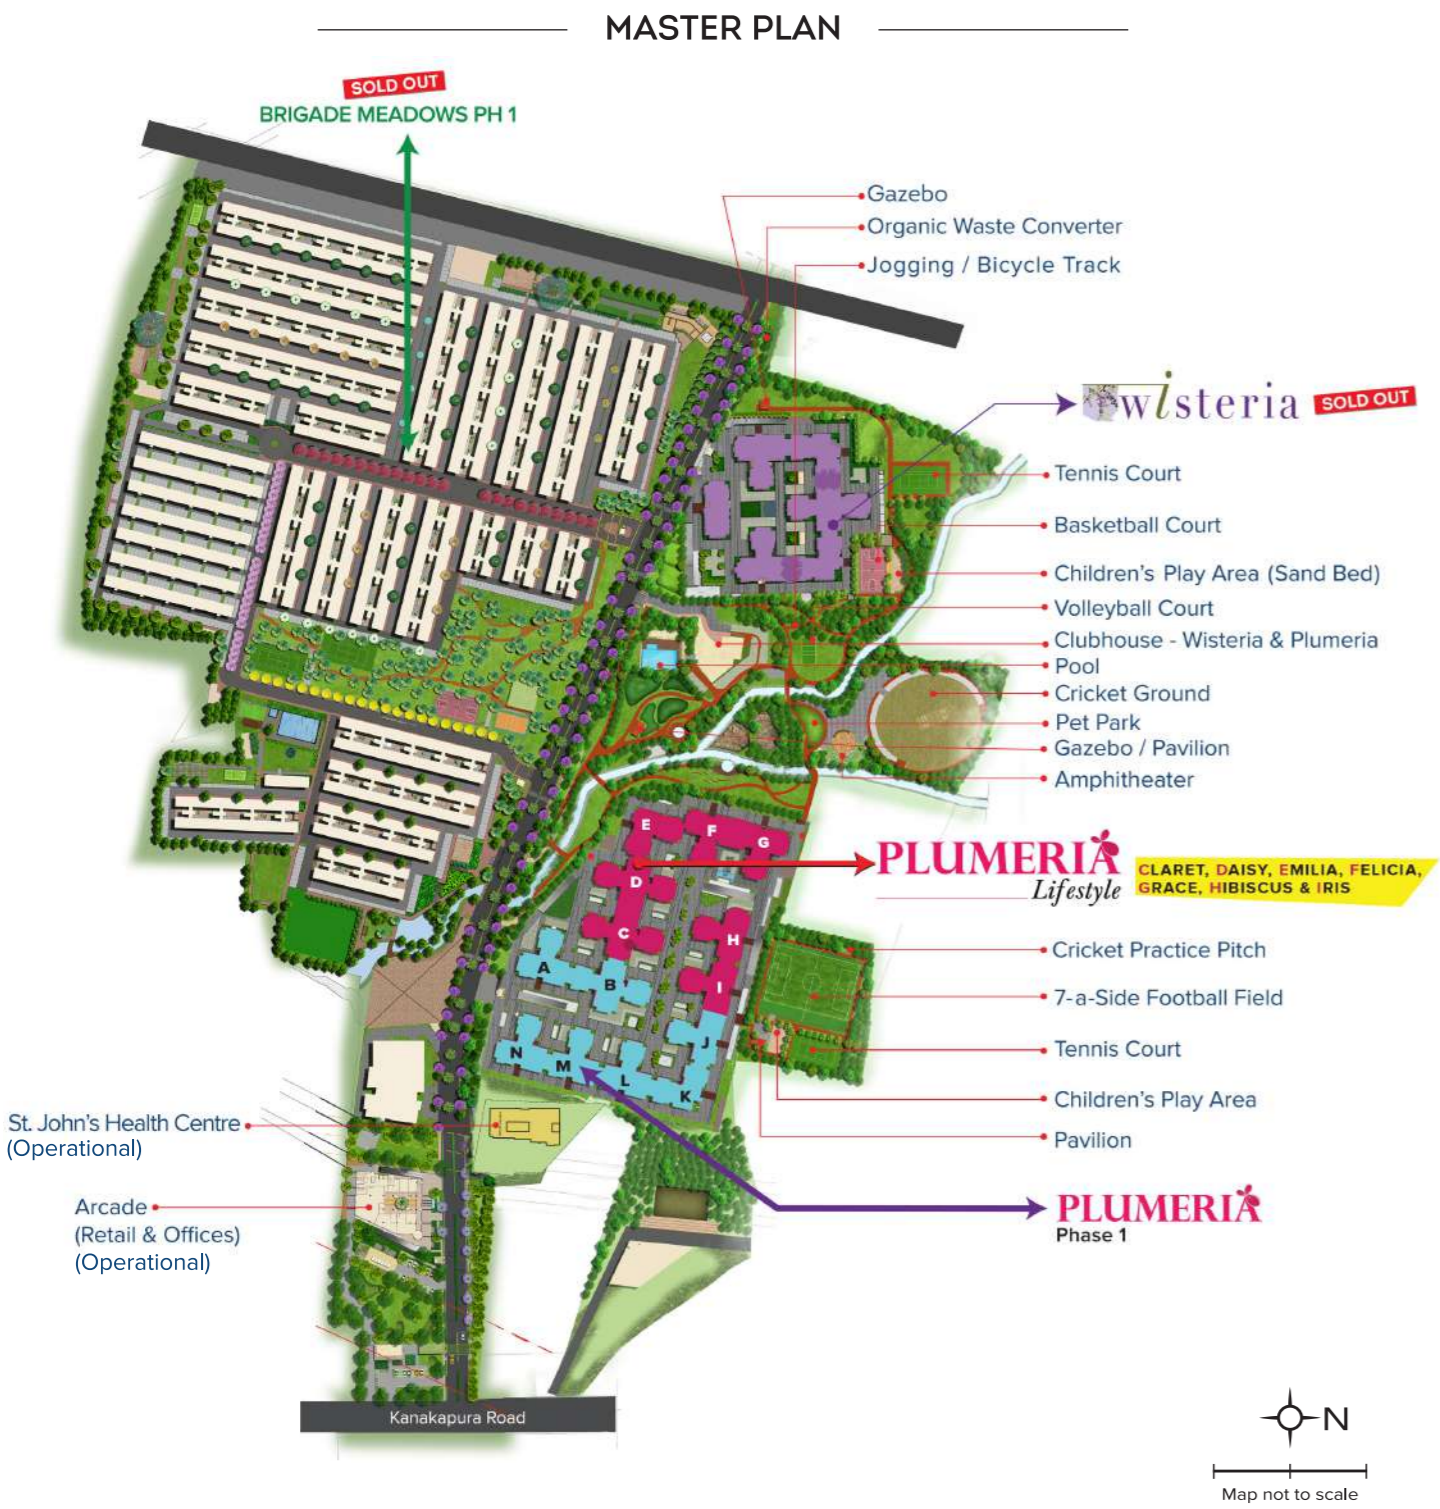 MASTER PLAN
SOLD OUT
BRIGADE MEADOWS PH 1
Gazebo
Organic Waste Converter
Jogging / Bicycle Track
wisteria SOLD OUT
Tennis Court
Basketball Court
Children's Play Area (Sand Bed)
Volleyball Court
Clubhouse - Wisteria & Plumeria
Pool
Cricket Ground
Pet Park
Gazebo / Pavilion
Amphitheater
E
F
G
D
C
H
I
A
B
J
N
M
L
K
PLUMERIA
Lifestyle
CLARET, DAISY, EMILIA, FELICIA,
GRACE, HIBISCUS & IRIS
Cricket Practice Pitch
7-a-Side Football Field
Tennis Court
Children's Play Area
Pavilion
St. John's Health Centre
(Operational)
Arcade
(Retail & Offices)
(Operational)
PLUMERIA
Phase 1
Kanakapura Road
N
Map not to scale